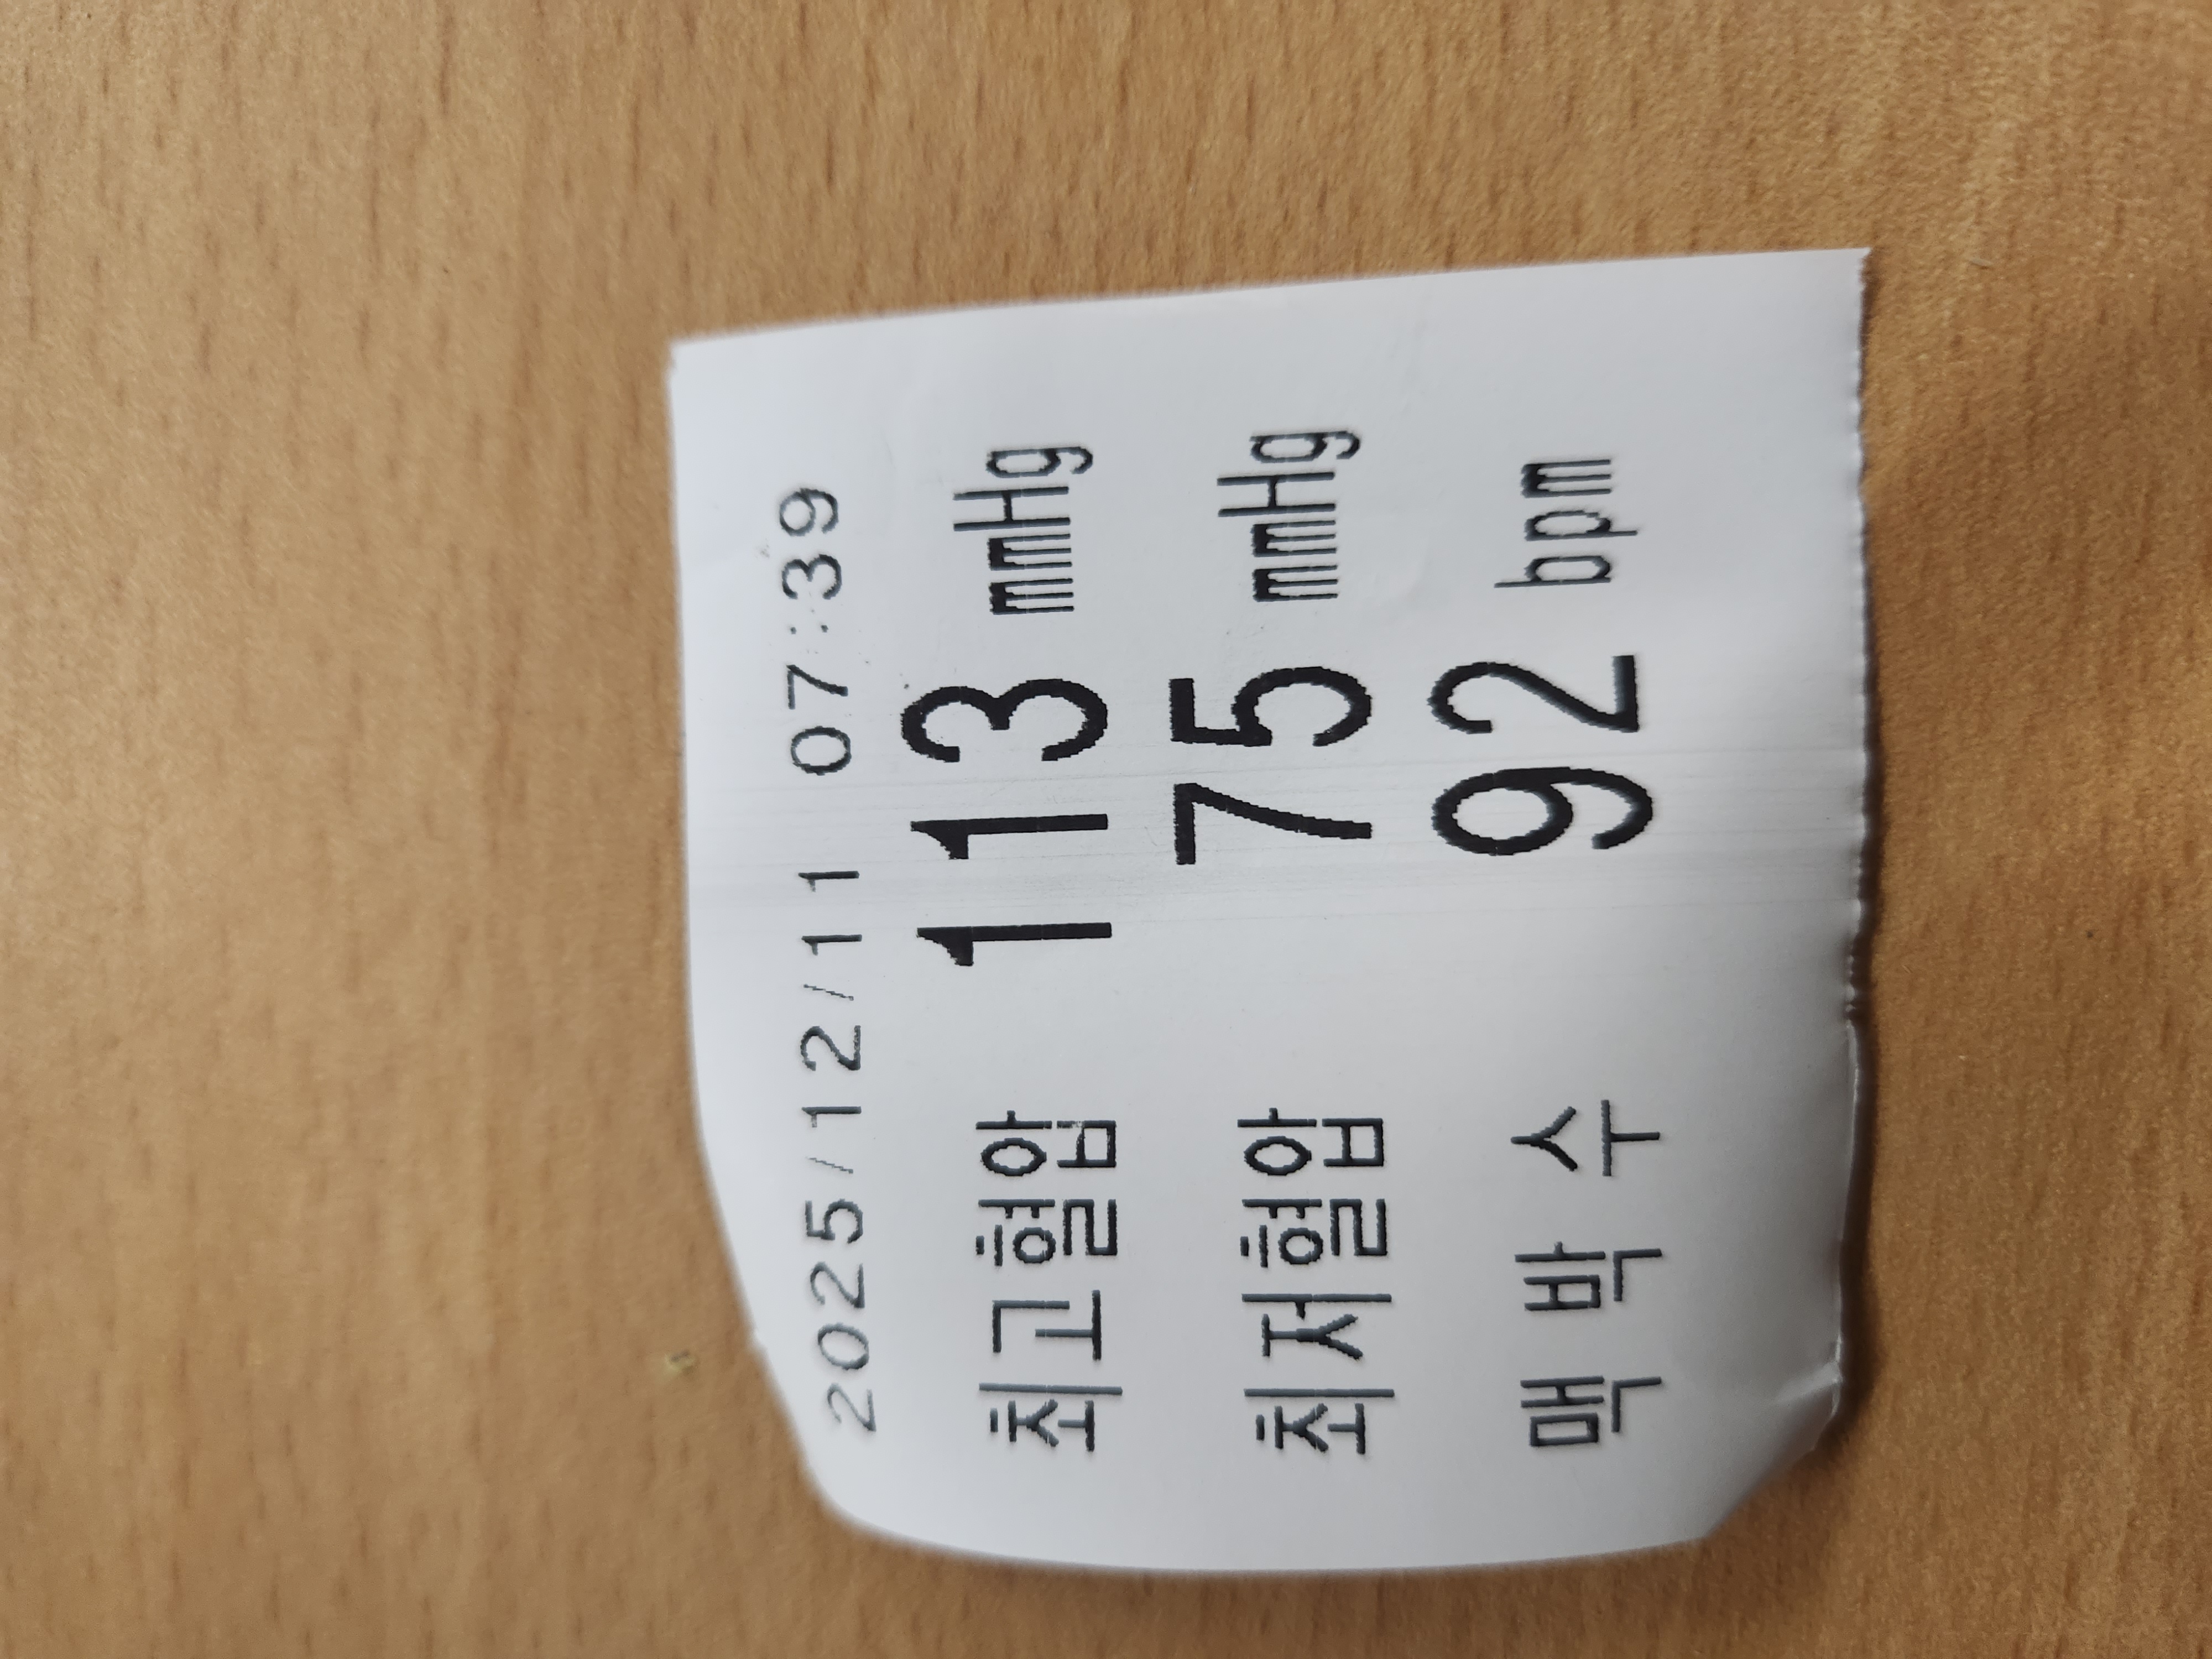 2025/12/11 07:39
최고혈압 113 mmHg
최저혈압 75 mmHg
맥 박 수 92 bpm